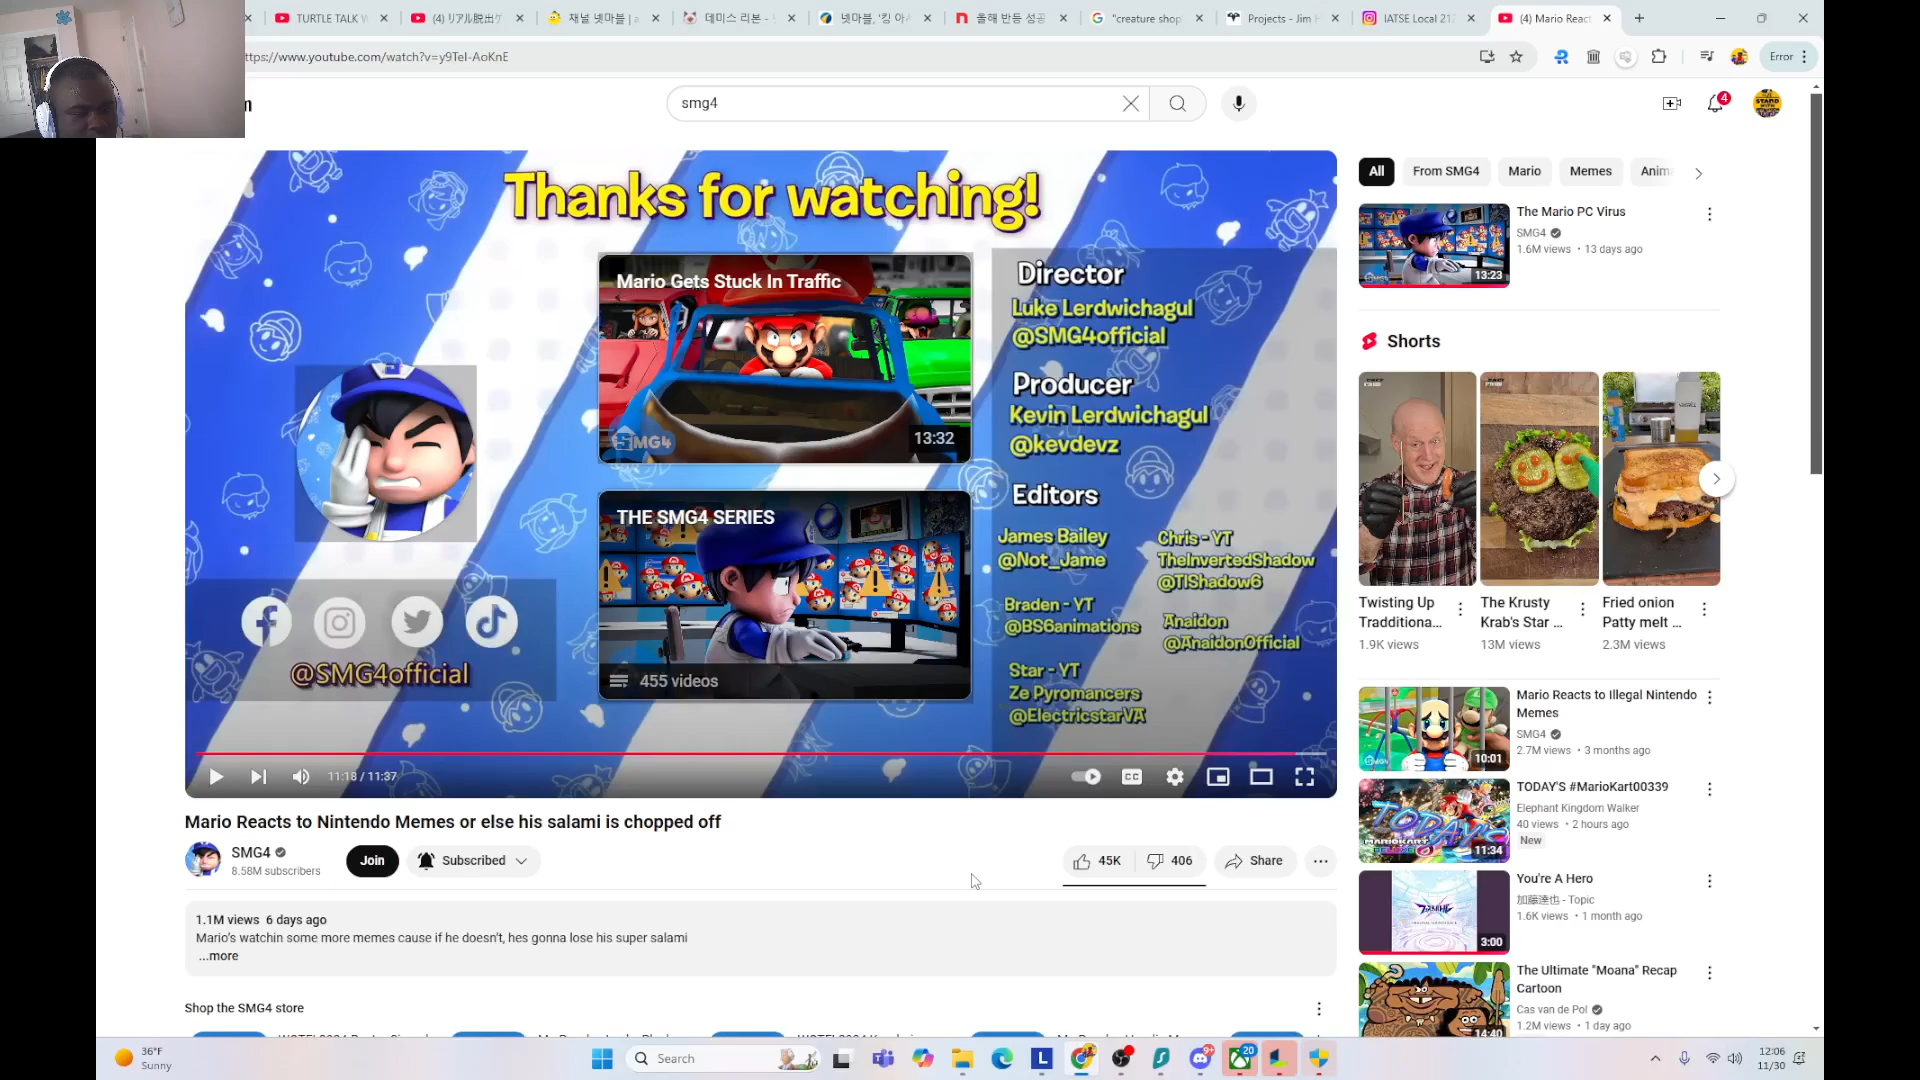 TURTLE TALK
(4) リアル脱出ゲ
채널 넷마블 | a
데미스 리본 -
넷마블, '킹 아
올해 반등 성공
"creature shop
Projects - Jim
IATSE Local 21
(4) Mario React
ttps://www.youtube.com/watch?v=y9TeI-AoKnE
Error
smg4
4
Thanks for watching!
Mario Gets Stuck In Traffic
SMG4
13:32
THE SMG4 SERIES
455 videos
@SMG4official
Director
Luke Lerdwichagul
@SMG4official
Producer
Kevin Lerdwichagul
@kevdevz
Editors
James Bailey
@Not_Jame
Chris - YT
TheInvertedShadow
@TIShadow6
Braden - YT
@BS6animations
Anaidon
@AnaidonOfficial
Star - YT
Ze Pyromancers
@ElectricstarVA
11:18 / 11:37
CC
Mario Reacts to Nintendo Memes or else his salami is chopped off
SMG4
8.58M subscribers
Join
Subscribed
45K
406
Share
1.1M views 6 days ago
Mario's watchin some more memes cause if he doesn't, hes gonna lose his super salami
...more
Shop the SMG4 store
All
From SMG4
Mario
Memes
Anima
The Mario PC Virus
SMG4
1.6M views • 13 days ago
13:23
Shorts
Twisting Up Tradditiona...
1.9K views
The Krusty Krab's Star ...
13M views
Fried onion Patty melt ...
2.3M views
Mario Reacts to Illegal Nintendo
Memes
SMG4
2.7M views • 3 months ago
10:01
TODAY'S #MarioKart00339
Elephant Kingdom Walker
40 views • 2 hours ago
New
TODAY'S
11:34
You're A Hero
加藤達也 - Topic
1.6K views • 1 month ago
3:00
The Ultimate "Moana" Recap
Cartoon
Cas van de Pol
1.2M views • 1 day ago
14:40
36°F
Sunny
Search
9+
20
12:06
11/30